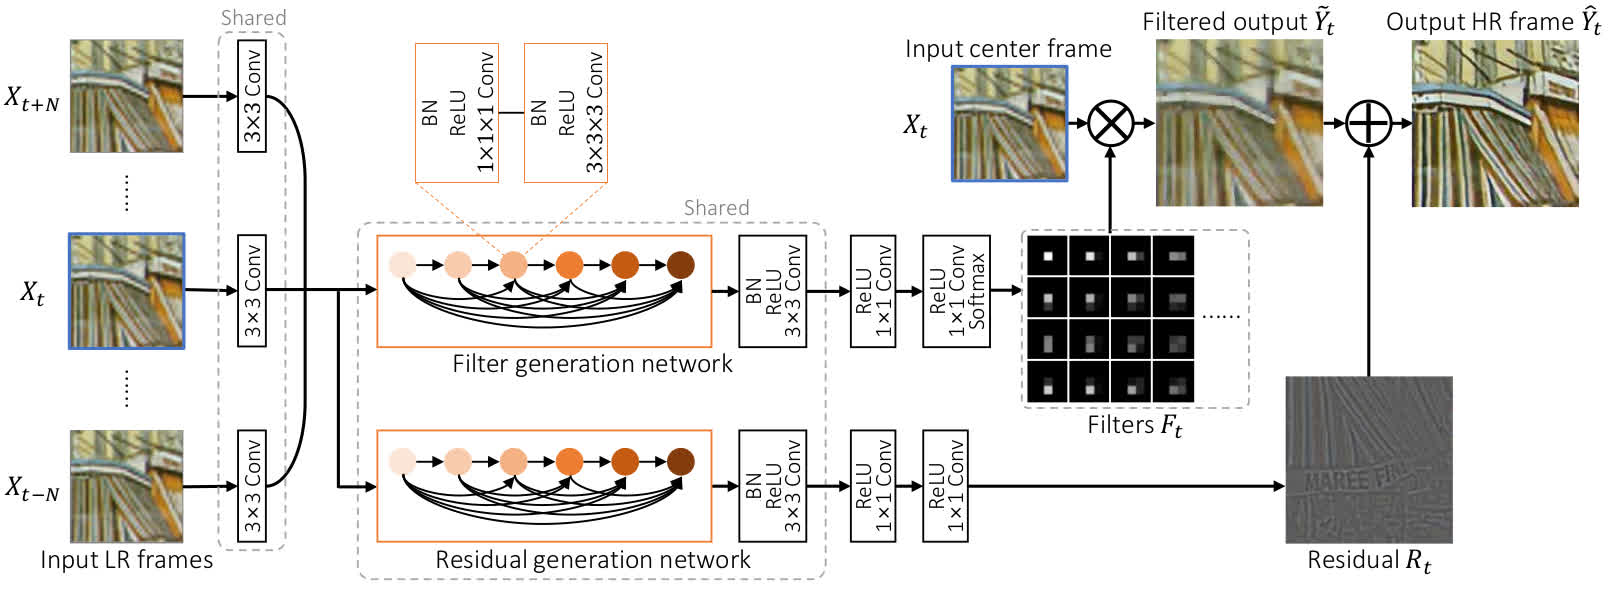 Shared
X_{t+N}
3×3 Conv
X_t
3×3 Conv
X_{t−N}
3×3 Conv
Input LR frames
BN
ReLU
1×1×1 Conv
BN
ReLU
3×3×3 Conv
Shared
Filter generation network
BN
ReLU
3×3 Conv
ReLU
1×1 Conv
ReLU
1×1 Conv
Softmax
Residual generation network
BN
ReLU
3×3 Conv
ReLU
1×1 Conv
ReLU
1×1 Conv
Input center frame
X_t
Filtered output Ỹ_t
Output HR frame Ŷ_t
......
Filters F_t
MAREE FR
Residual R_t